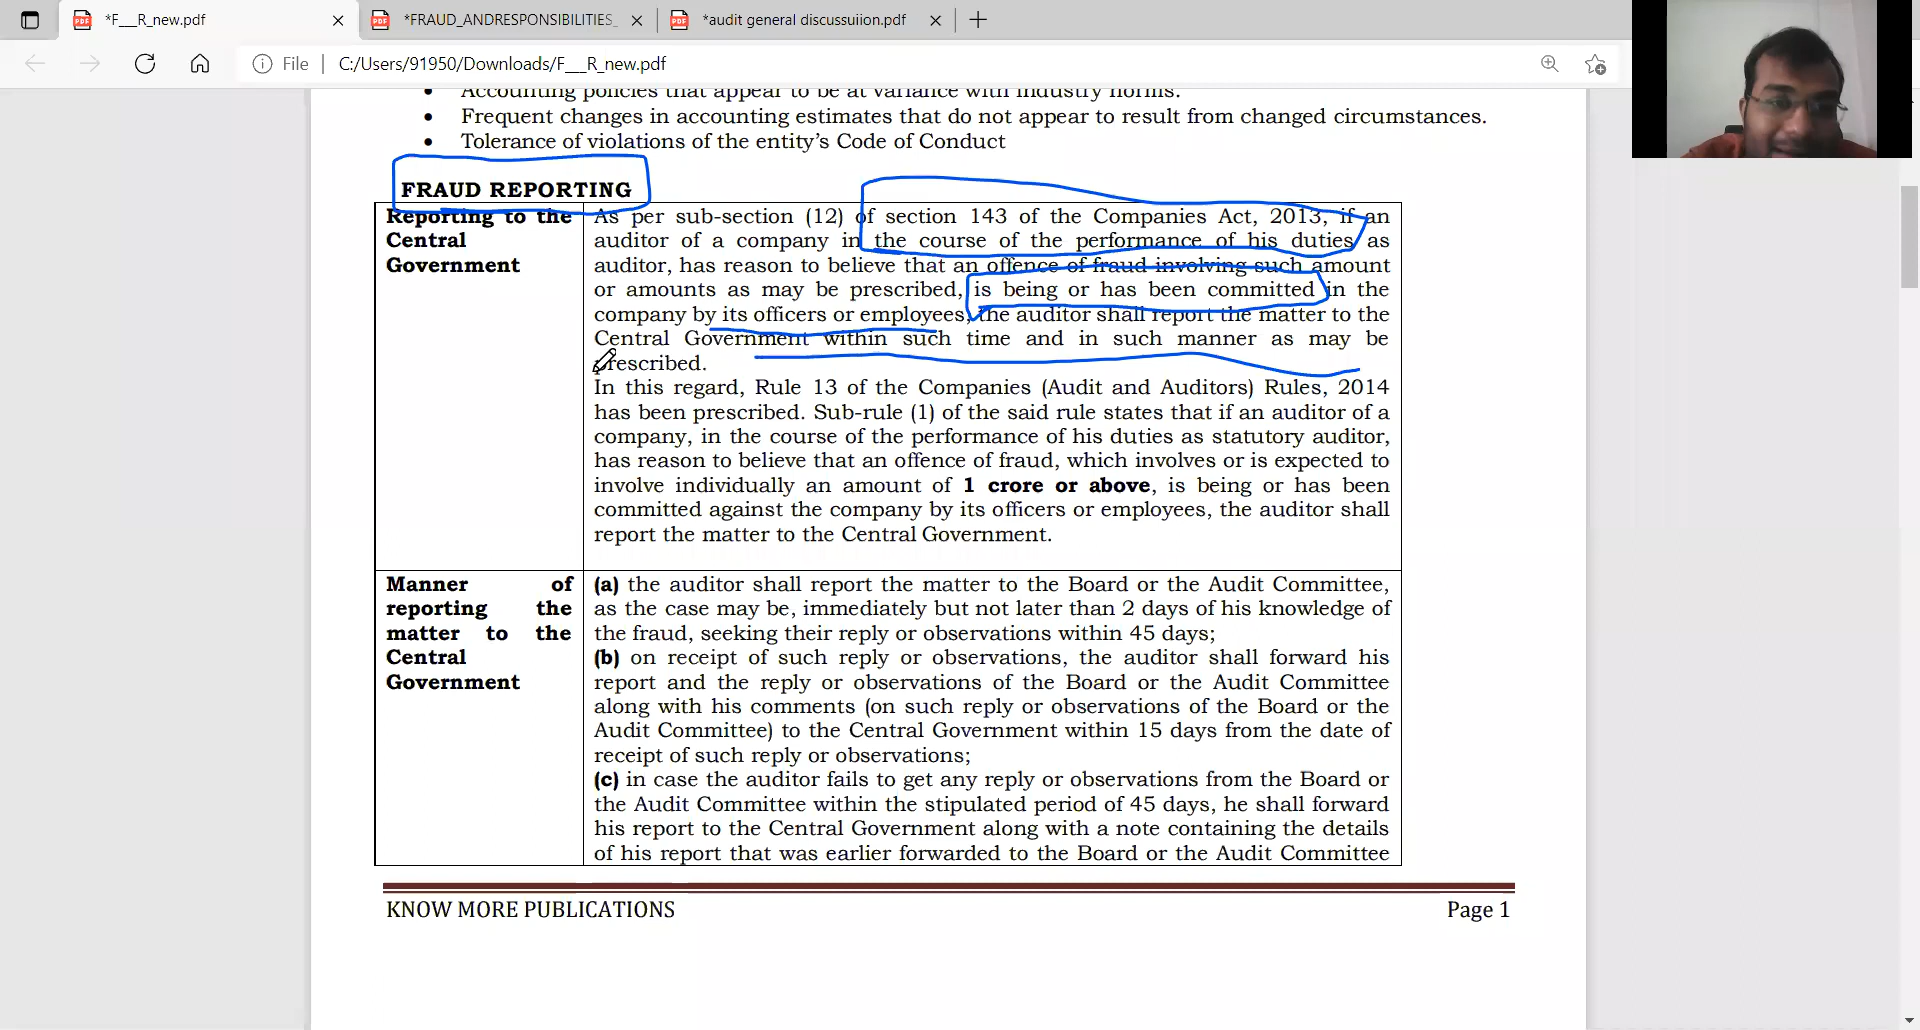 *F__R_new.pdf
*FRAUD_ANDRESPONSIBILITIES_
*audit general discussuiion.pdf
File
C:/Users/91950/Downloads/F__R_new.pdf
• Accounting policies that appear to be at variance with industry norms.
• Frequent changes in accounting estimates that do not appear to result from changed circumstances.
• Tolerance of violations of the entity's Code of Conduct
FRAUD REPORTING
Reporting to the
Central
Government
As per sub-section (12) of section 143 of the Companies Act, 2013, if an
auditor of a company in the course of the performance of his duties as
auditor, has reason to believe that an offence of fraud involving such amount
or amounts as may be prescribed, is being or has been committed in the
company by its officers or employees, the auditor shall report the matter to the
Central Government within such time and in such manner as may be
prescribed.
In this regard, Rule 13 of the Companies (Audit and Auditors) Rules, 2014
has been prescribed. Sub-rule (1) of the said rule states that if an auditor of a
company, in the course of the performance of his duties as statutory auditor,
has reason to believe that an offence of fraud, which involves or is expected to
involve individually an amount of 1 crore or above, is being or has been
committed against the company by its officers or employees, the auditor shall
report the matter to the Central Government.
Manner of
reporting the
matter to the
Central
Government
(a) the auditor shall report the matter to the Board or the Audit Committee,
as the case may be, immediately but not later than 2 days of his knowledge of
the fraud, seeking their reply or observations within 45 days;
(b) on receipt of such reply or observations, the auditor shall forward his
report and the reply or observations of the Board or the Audit Committee
along with his comments (on such reply or observations of the Board or the
Audit Committee) to the Central Government within 15 days from the date of
receipt of such reply or observations;
(c) in case the auditor fails to get any reply or observations from the Board or
the Audit Committee within the stipulated period of 45 days, he shall forward
his report to the Central Government along with a note containing the details
of his report that was earlier forwarded to the Board or the Audit Committee
KNOW MORE PUBLICATIONS
Page 1